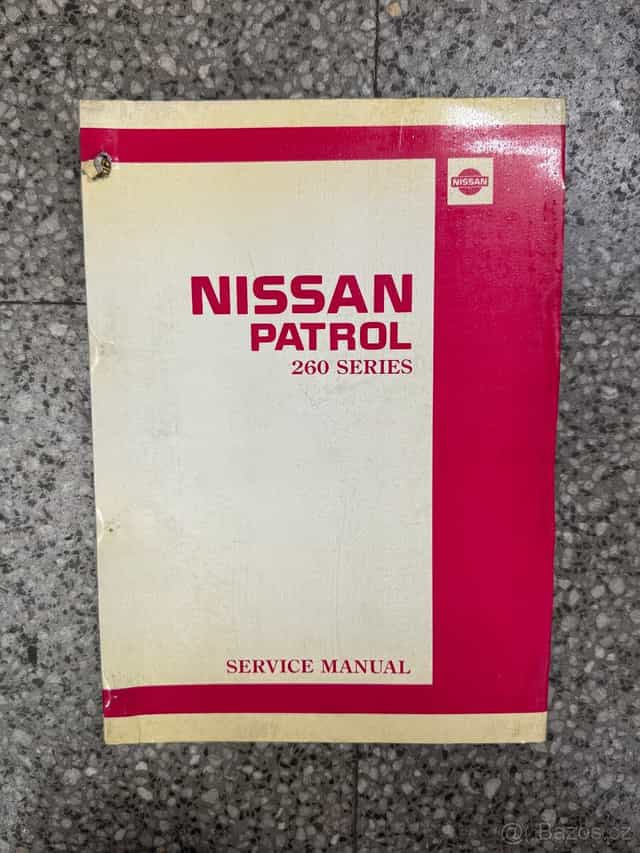 NISSAN
NISSAN
PATROL
260 SERIES
SERVICE MANUAL
@ Bazos.cz